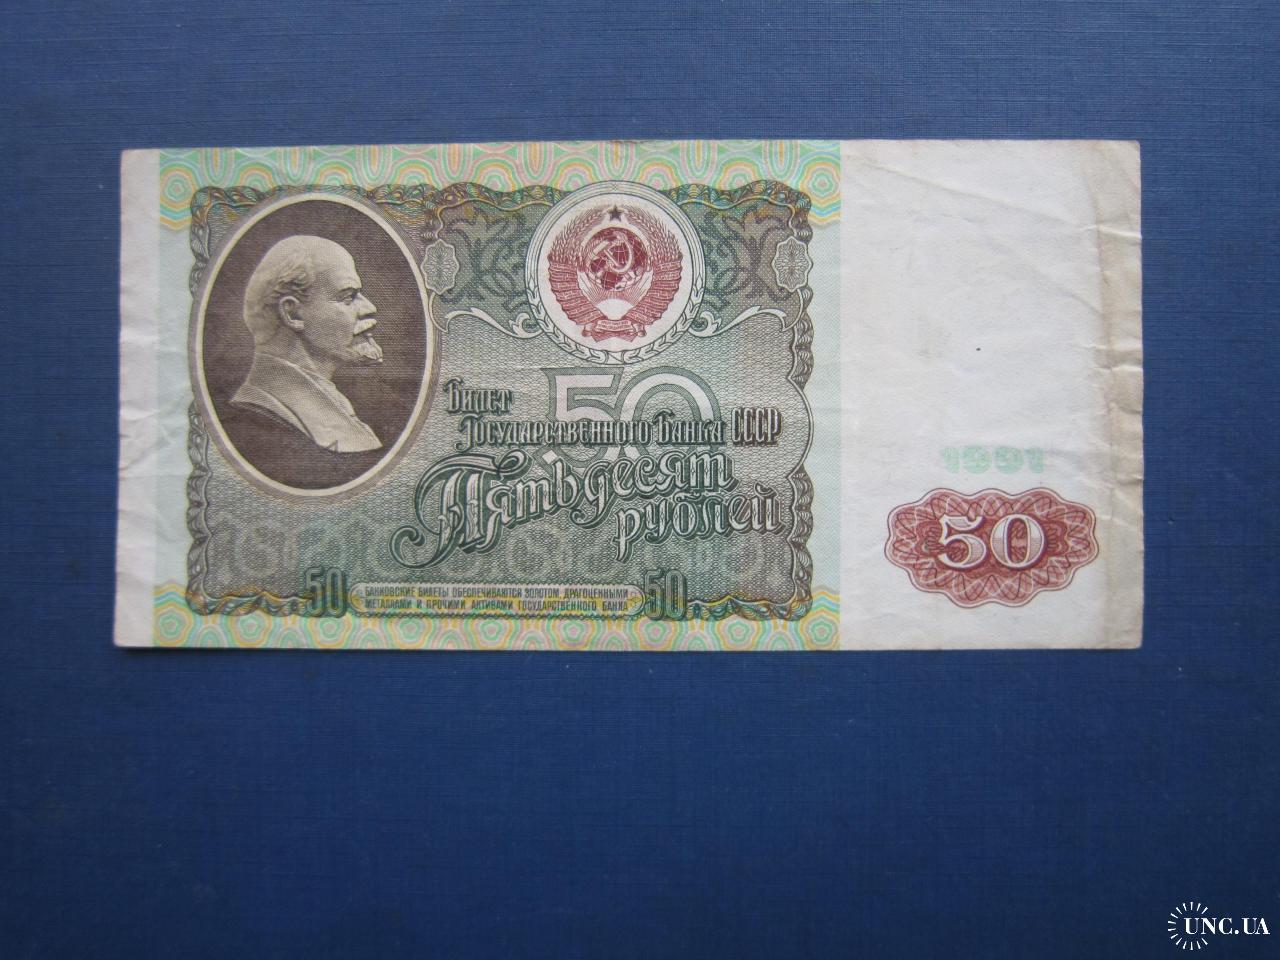 Билет
Государственного Банка СССР
50
Пятьдесят
рублей
1991
50
50
БАНКОВСКИЕ БИЛЕТЫ ОБЕСПЕЧИВАЮТСЯ ЗОЛОТОМ, ДРАГОЦЕННЫМИ
МЕТАЛЛАМИ И ПРОЧИМИ АКТИВАМИ ГОСУДАРСТВЕННОГО БАНКА
50
UNC.UA